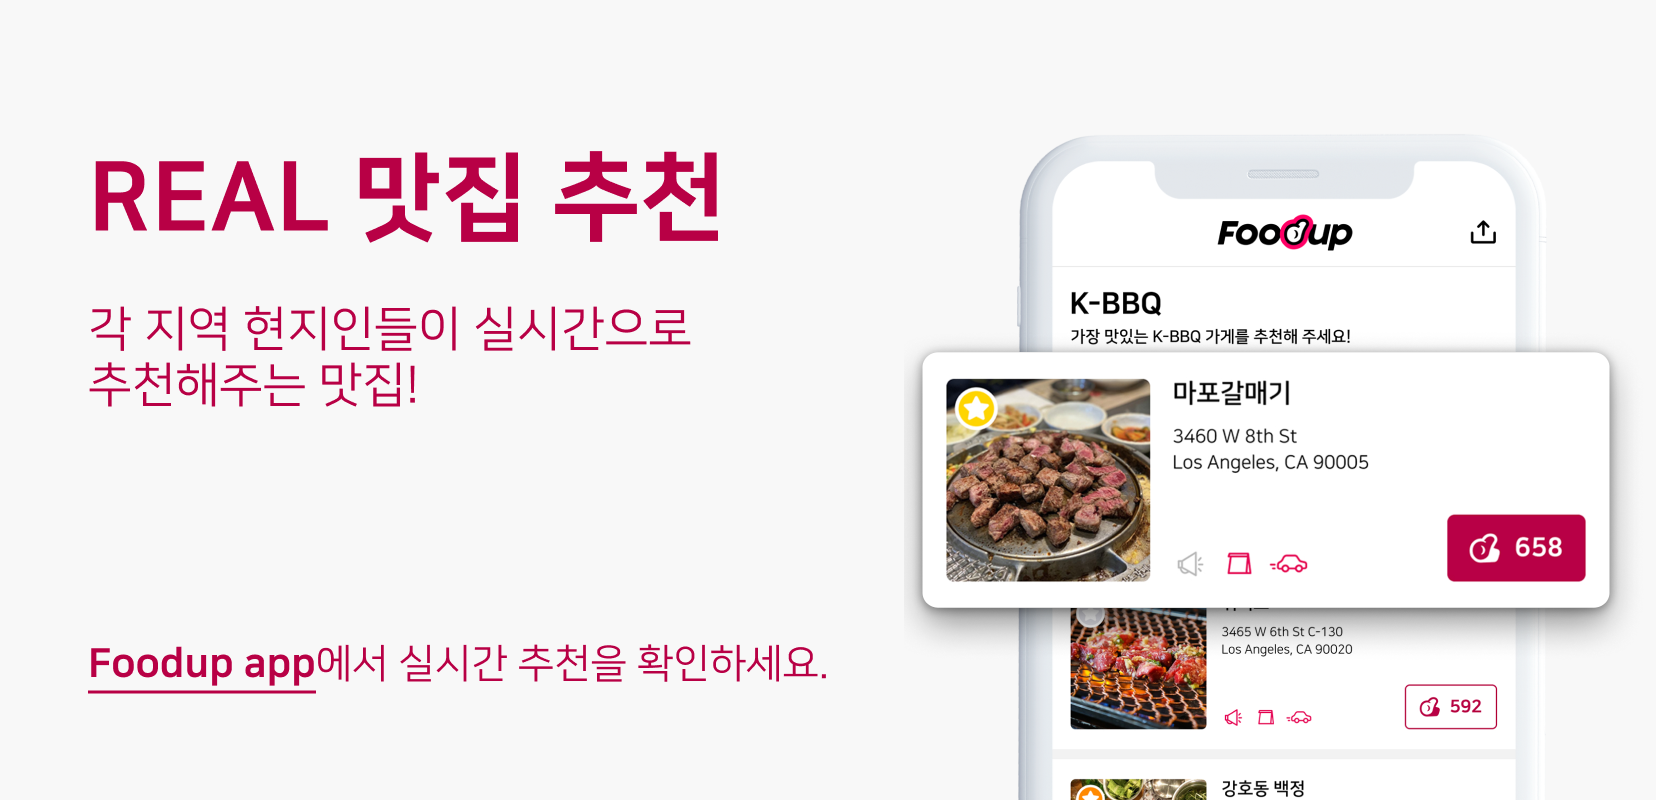 REAL 맛집 추천
각 지역 현지인들이 실시간으로
추천해주는 맛집!
Foodup app에서 실시간 추천을 확인하세요.
Foodup
K-BBQ
가장 맛있는 K-BBQ 가게를 추천해 주세요!
마포갈매기
3460 W 8th St
Los Angeles, CA 90005
658
3465 W 6th St C-130
Los Angeles, CA 90020
592
강호동 백정